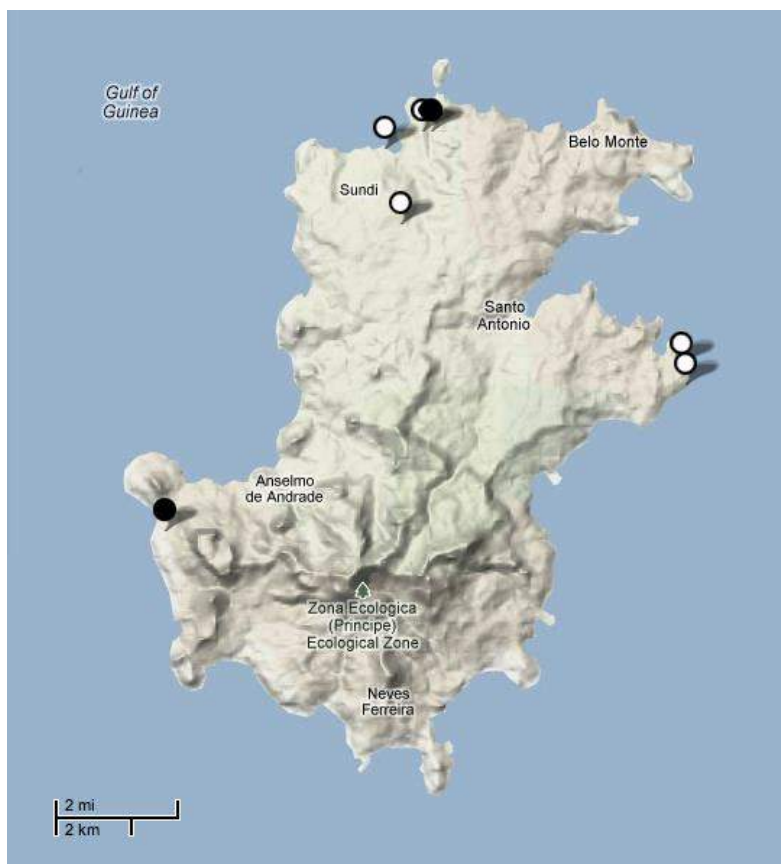 Gulf of
Guinea
Belo Monte
Sundi
Santo
Antonio
Anselmo
de Andrade
Zona Ecologica
(Principe)
Ecological Zone
Neves
Ferreira
2 mi
2 km